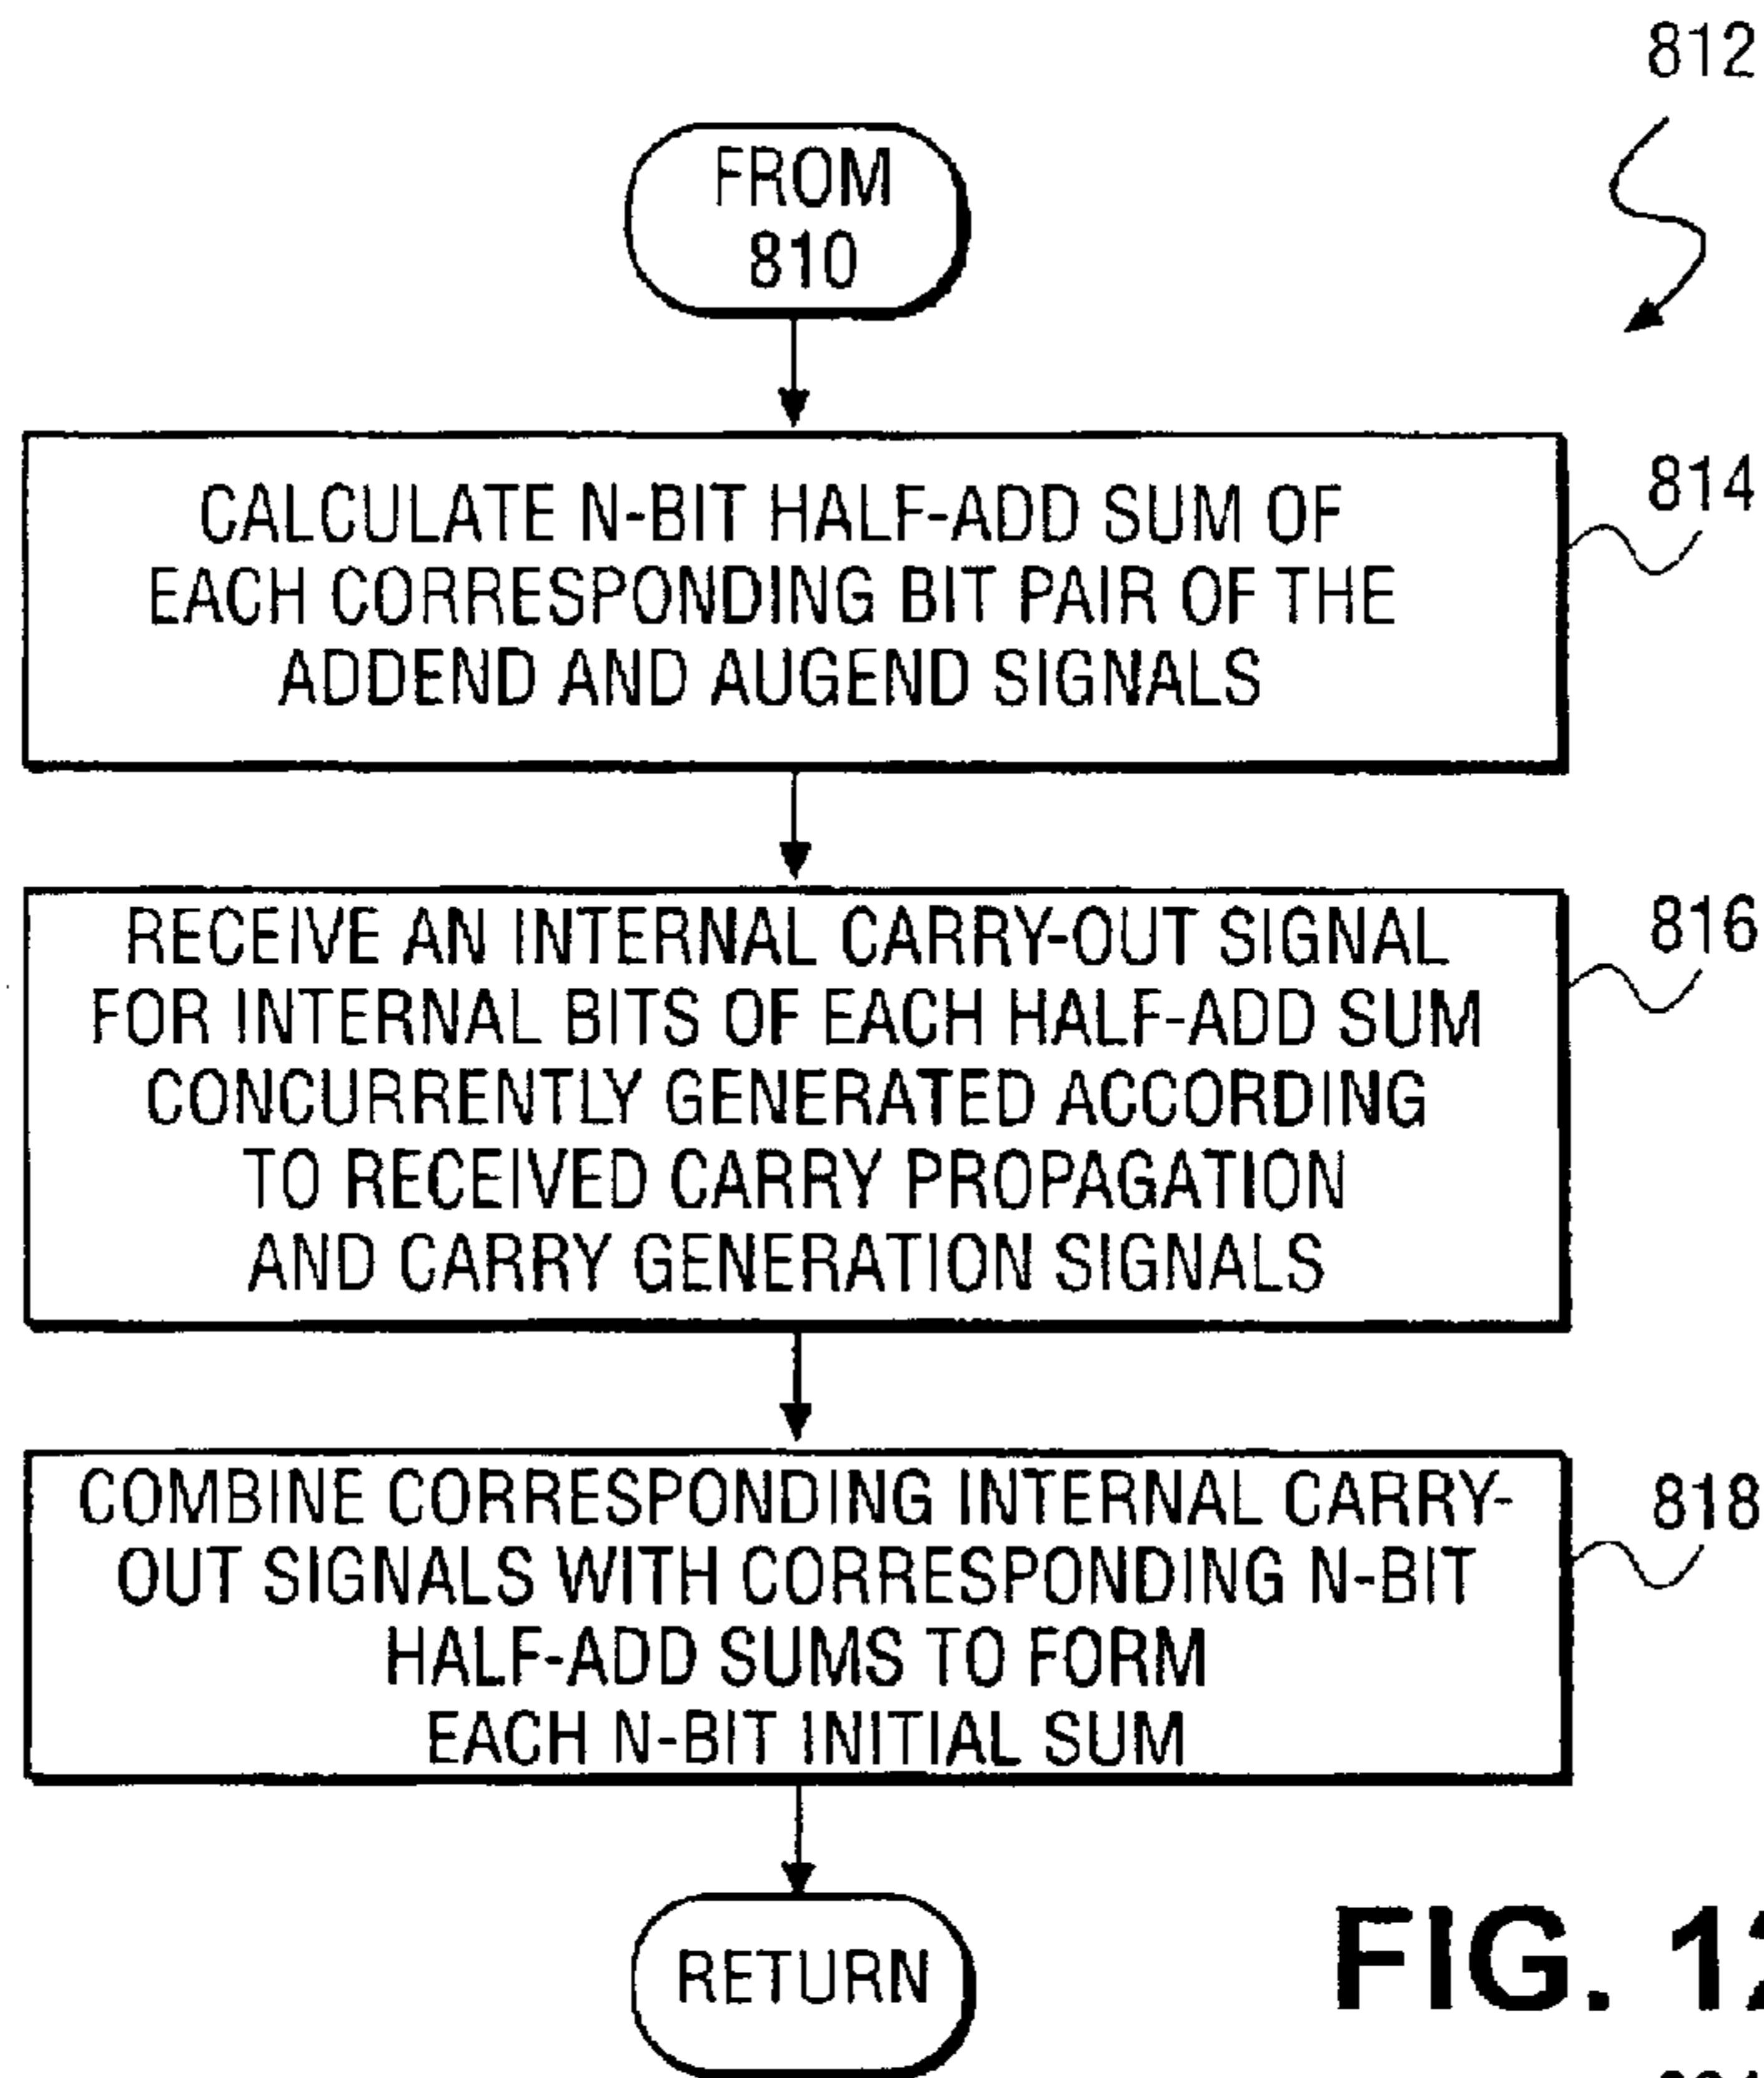 812
FROM
810
CALCULATE N-BIT HALF-ADD SUM OF
EACH CORRESPONDING BIT PAIR OF THE
ADDEND AND AUGEND SIGNALS
814
RECEIVE AN INTERNAL CARRY-OUT SIGNAL
FOR INTERNAL BITS OF EACH HALF-ADD SUM
CONCURRENTLY GENERATED ACCORDING
TO RECEIVED CARRY PROPAGATION
AND CARRY GENERATION SIGNALS
816
COMBINE CORRESPONDING INTERNAL CARRY-
OUT SIGNALS WITH CORRESPONDING N-BIT
HALF-ADD SUMS TO FORM
EACH N-BIT INITIAL SUM
818
RETURN
FIG. 12